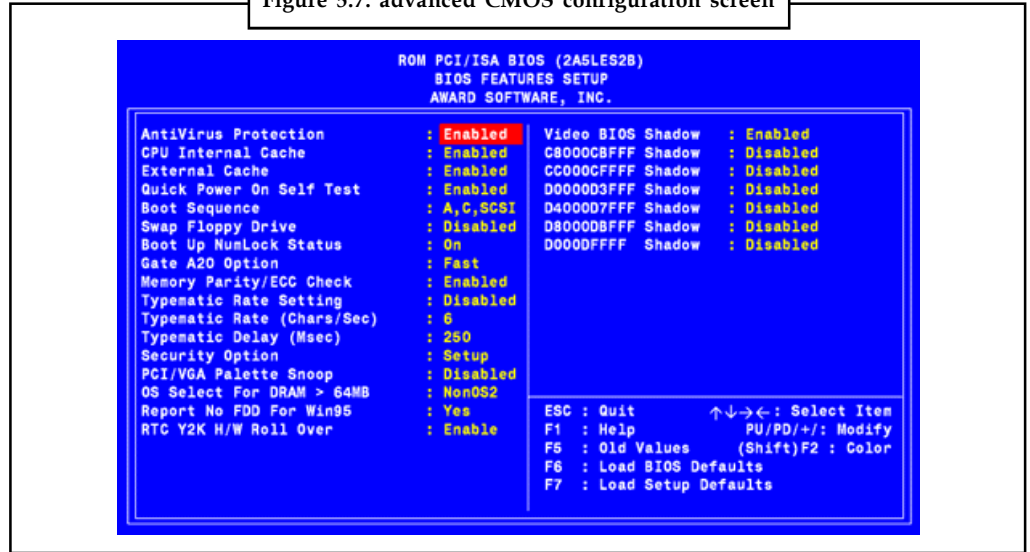 Figure 5.7: advanced CMOS configuration screen
ROM PCI/ISA BIOS (2A5LES2B)
BIOS FEATURES SETUP
AWARD SOFTWARE, INC.
AntiVirus Protection : Enabled
CPU Internal Cache : Enabled
External Cache : Enabled
Quick Power On Self Test : Enabled
Boot Sequence : A,C,SCSI
Swap Floppy Drive : Disabled
Boot Up NumLock Status : On
Gate A20 Option : Fast
Memory Parity/ECC Check : Enabled
Typematic Rate Setting : Disabled
Typematic Rate (Chars/Sec) : 6
Typematic Delay (Msec) : 250
Security Option : Setup
PCI/VGA Palette Snoop : Disabled
OS Select For DRAM > 64MB : NonOS2
Report No FDD For Win95 : Yes
RTC Y2K H/W Roll Over : Enable
Video BIOS Shadow : Enabled
C8000CBFFF Shadow : Disabled
CC000CFFFF Shadow : Disabled
D0000D3FFF Shadow : Disabled
D4000D7FFF Shadow : Disabled
D8000DBFFF Shadow : Disabled
D000DFFFF Shadow : Disabled
ESC : Quit ↑↓→← : Select Item
F1 : Help PU/PD/+/: Modify
F5 : Old Values (Shift)F2 : Color
F6 : Load BIOS Defaults
F7 : Load Setup Defaults